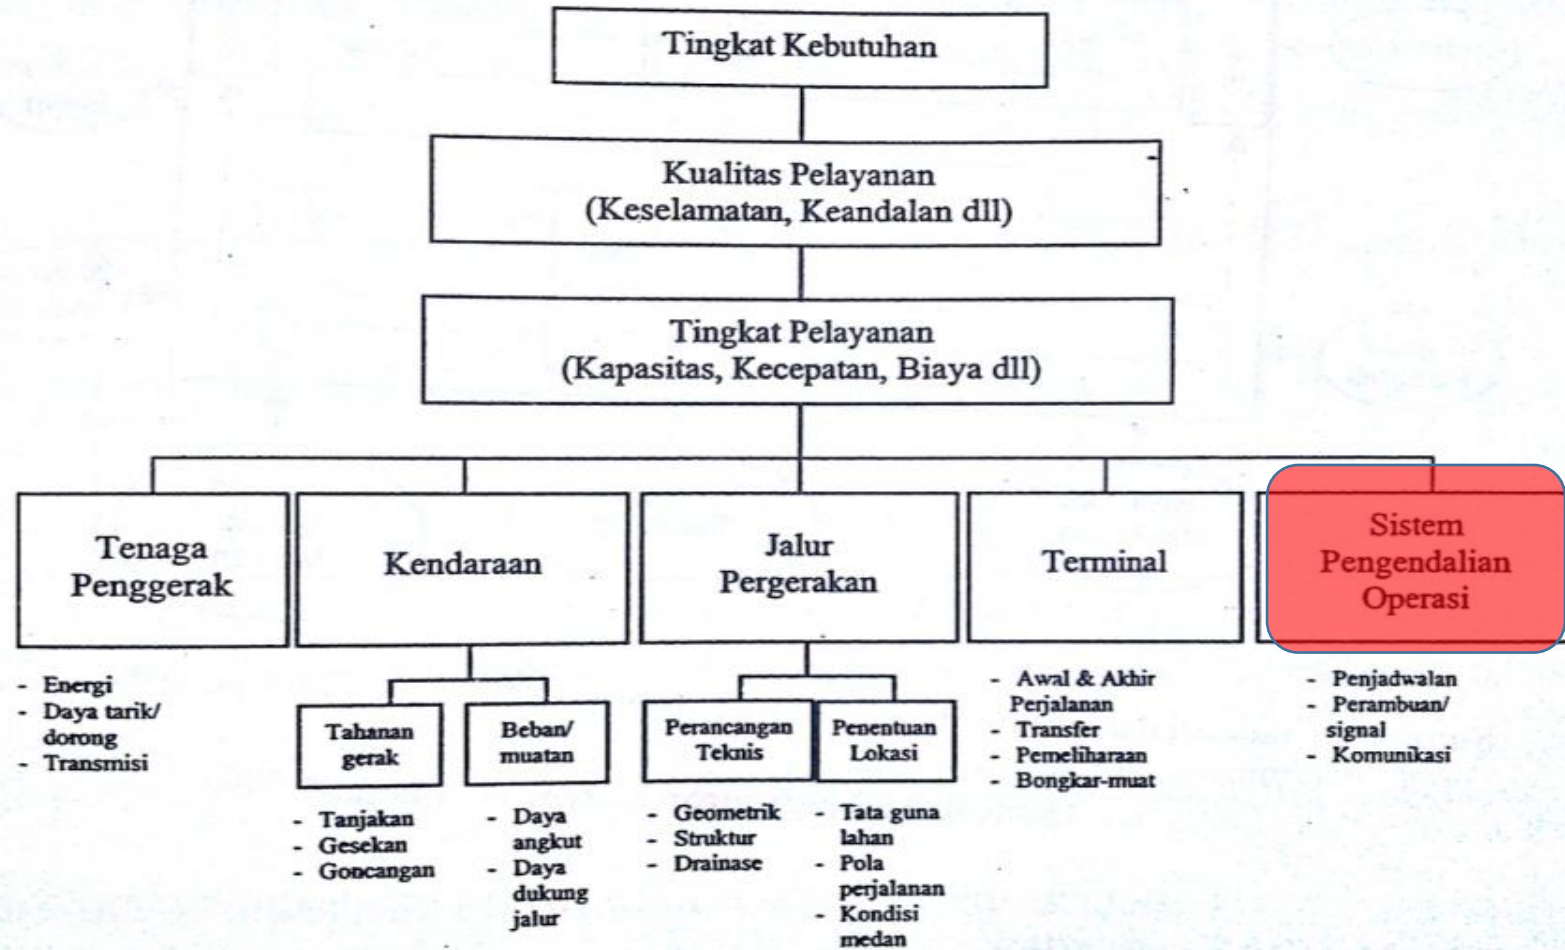 Tingkat Kebutuhan
Kualitas Pelayanan
(Keselamatan, Keandalan dll)
Tingkat Pelayanan
(Kapasitas, Kecepatan, Biaya dll)
Tenaga
Penggerak
- Energi
- Daya tarik/
dorong
- Transmisi
Kendaraan
Tahanan
gerak
- Tanjakan
- Gesekan
- Goncangan
Beban/
muatan
- Daya
angkut
- Daya
dukung
jalur
Jalur
Pergerakan
Perancangan
Teknis
- Geometrik
- Struktur
- Drainase
Penentuan
Lokasi
- Tata guna
lahan
- Pola
perjalanan
- Kondisi
medan
Terminal
- Awal & Akhir
Perjalanan
- Transfer
- Pemeliharaan
- Bongkar-muat
Sistem
Pengendalian
Operasi
- Penjadwalan
- Perambuan/
signal
- Komunikasi